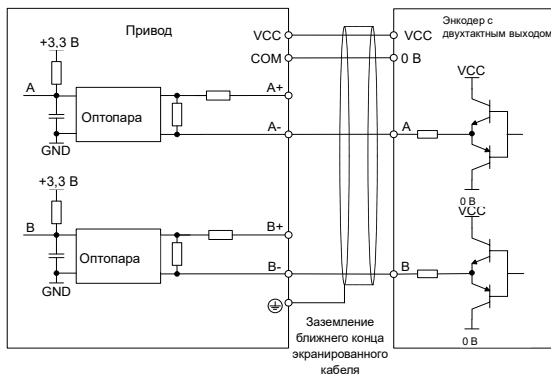 Привод
Энкодер с
двухтактным выходом
+3,3 В
VCC
VCC
COM
0 В
VCC
A
Оптопара
A+
A-
A
GND
0 В
VCC
+3,3 В
B
Оптопара
B+
B-
B
GND
0 В
Заземление
ближнего конца
экранированного
кабеля